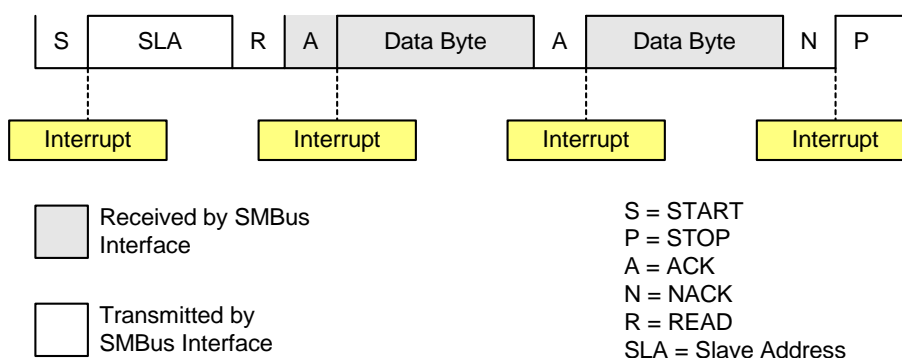 S SLA R A Data Byte A Data Byte N P
Interrupt Interrupt Interrupt Interrupt
Received by SMBus
Interface
Transmitted by
SMBus Interface
S = START
P = STOP
A = ACK
N = NACK
R = READ
SLA = Slave Address